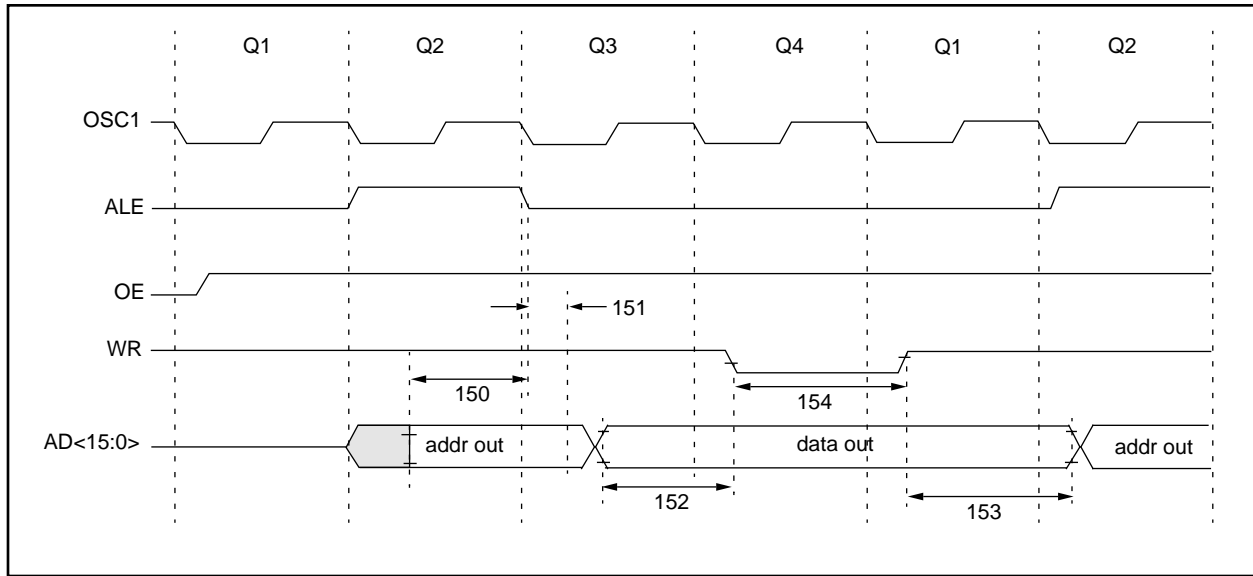 Q1 Q2 Q3 Q4 Q1 Q2
OSC1
ALE
OE
151
WR
150
154
AD<15:0>
addr out
data out
addr out
152
153